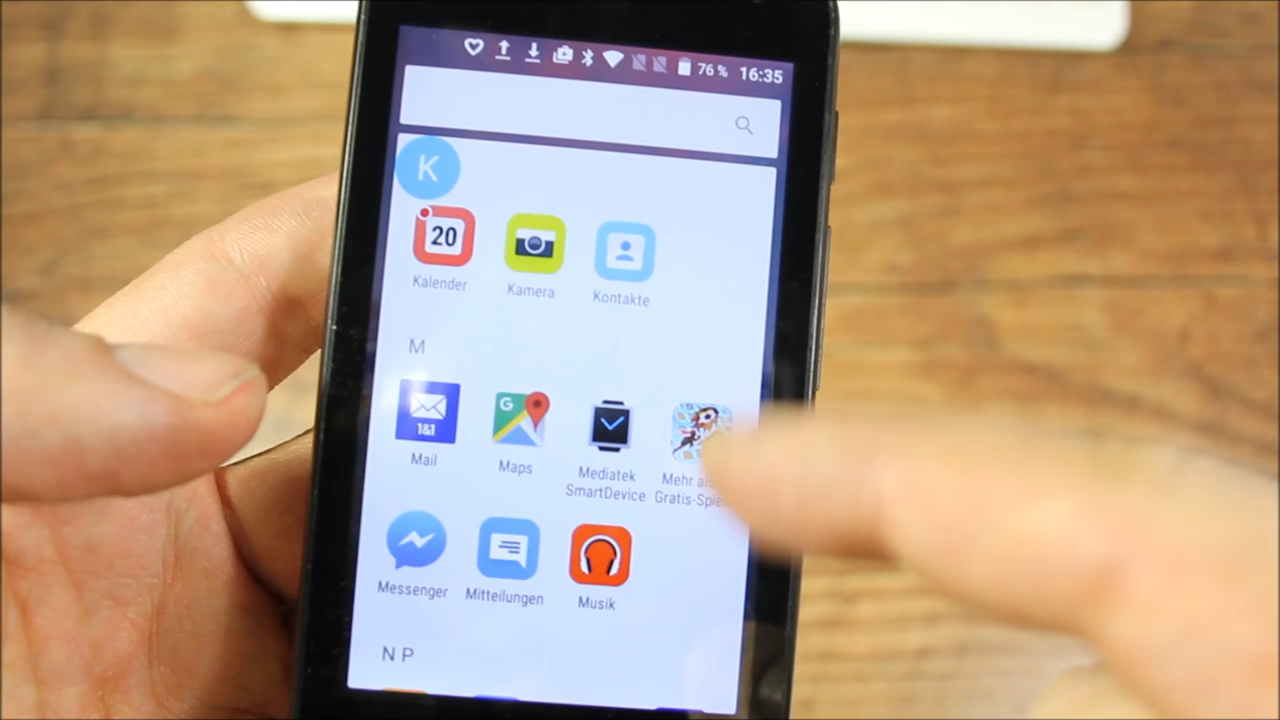 76 % 16:35
K
20
Kalender Kamera Kontakte
M
G
1&1
Mail Maps Mediatek SmartDevice Mehr
Gratis-Spie
Messenger Mitteilungen Musik
N P